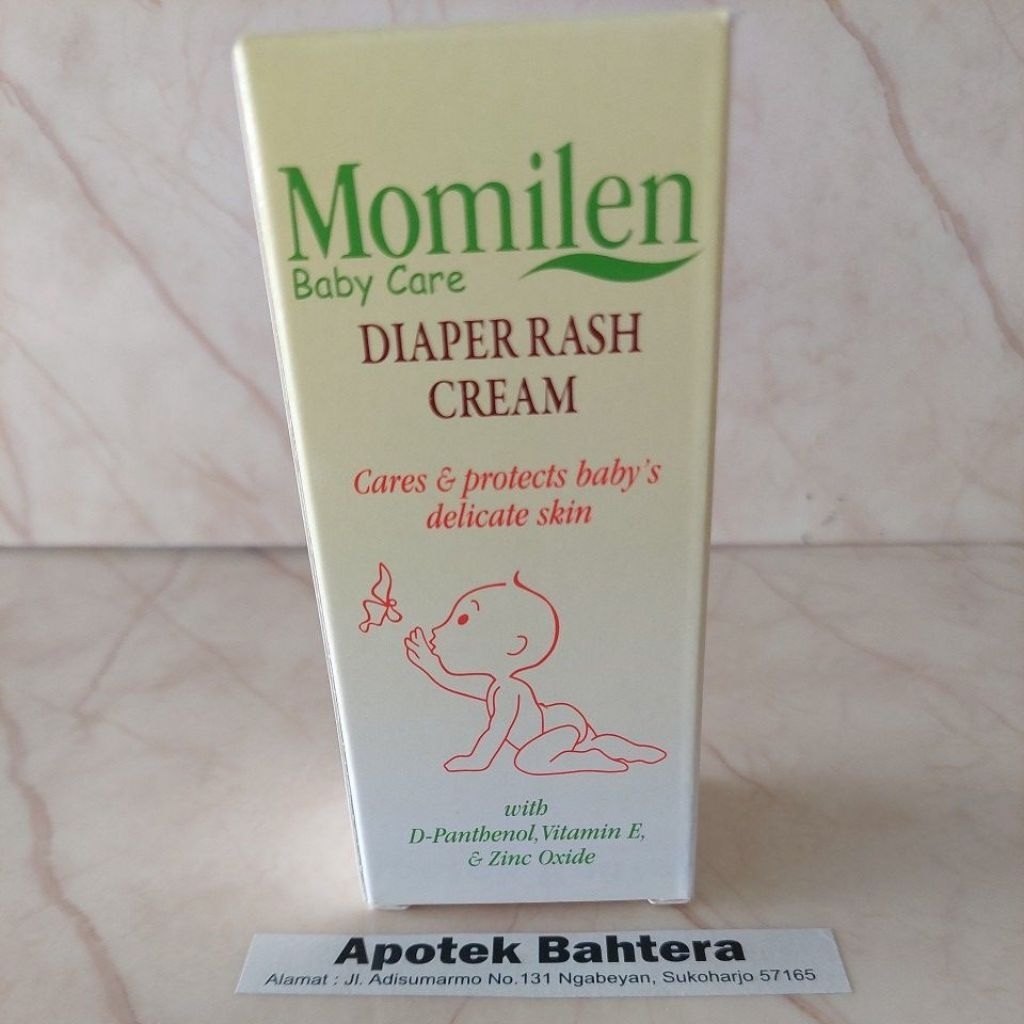 Momilen
Baby Care
DIAPER RASH
CREAM
Cares & protects baby's
delicate skin
with
D-Panthenol, Vitamin E,
& Zinc Oxide
Apotek Bahtera
Alamat : Jl. Adisumarmo No.131 Ngabeyan, Sukoharjo 57165